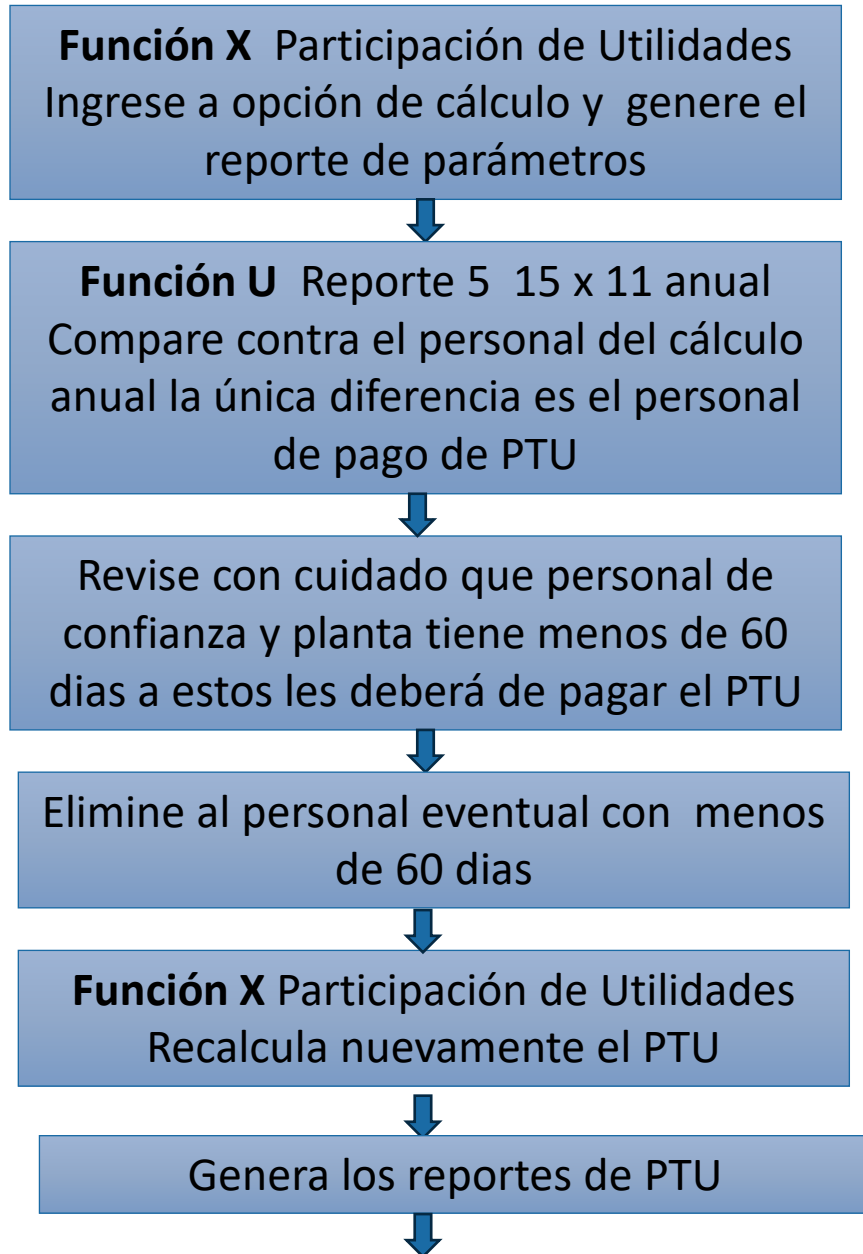 Función X Participación de Utilidades
Ingrese a opción de cálculo y genere el
reporte de parámetros
Función U Reporte 5 15 x 11 anual
Compare contra el personal del cálculo
anual la única diferencia es el personal
de pago de PTU
Revise con cuidado que personal de
confianza y planta tiene menos de 60
dias a estos les deberá de pagar el PTU
Elimine al personal eventual con menos
de 60 dias
Función X Participación de Utilidades
Recalcula nuevamente el PTU
Genera los reportes de PTU